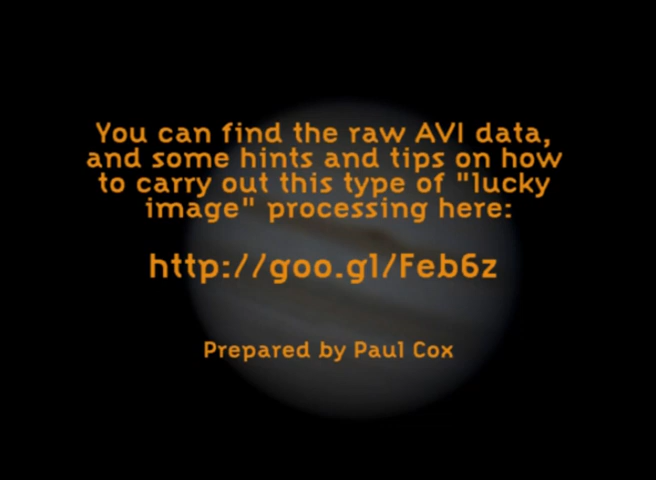 You can find the raw AVI data,
and some hints and tips on how
to carry out this type of "lucky
image" processing here:
http://goo.gl/Feb6z
Prepared by Paul Cox